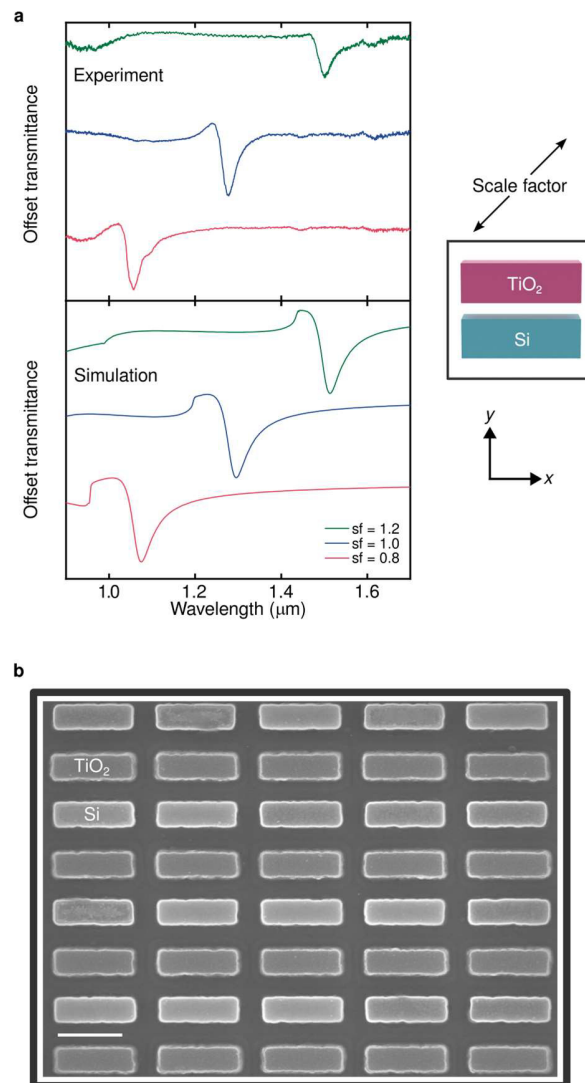 a
Experiment
Offset transmittance
Simulation
Offset transmittance
sf = 1.2
sf = 1.0
sf = 0.8
1.0 1.2 1.4 1.6
Wavelength (μm)
Scale factor
TiO₂
Si
y
x
b
TiO₂
Si